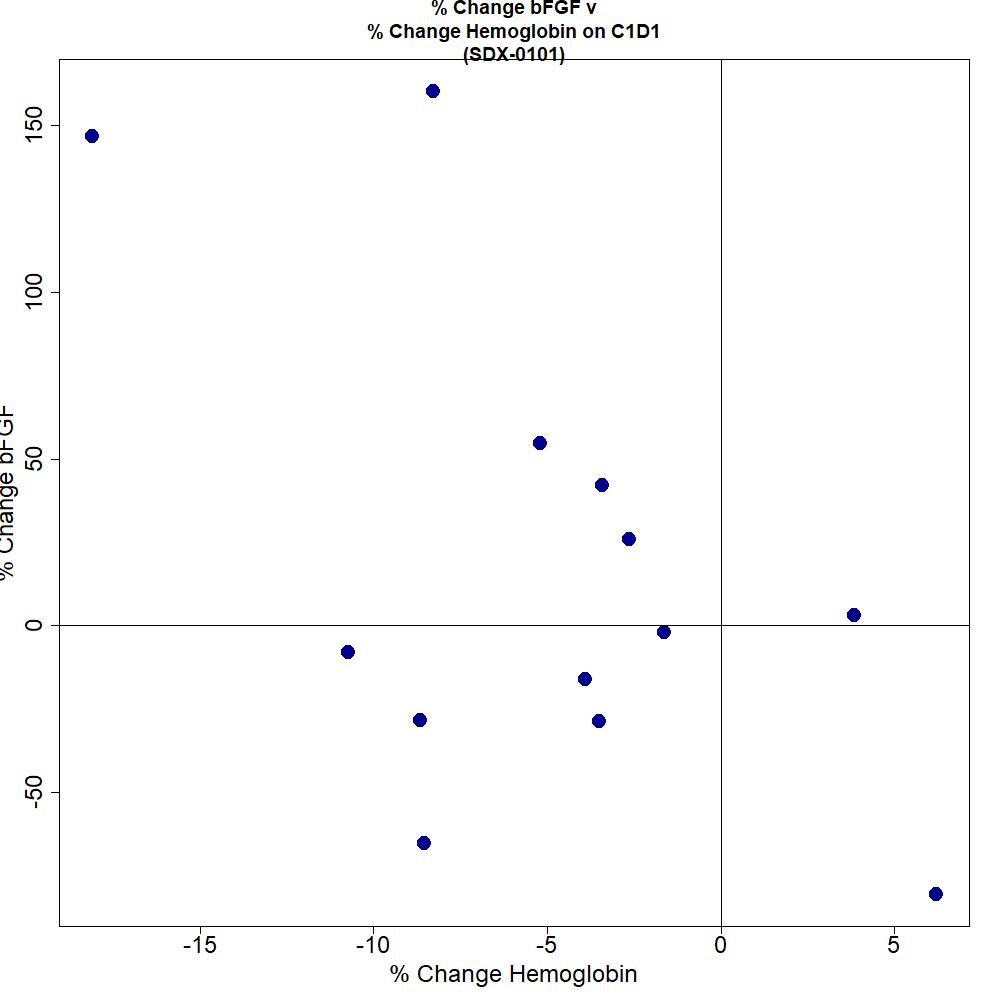 % Change bFGF v
% Change Hemoglobin on C1D1
(SDX-0101)
150
100
50
0
-50
% Change bFGF
-15
-10
-5
0
5
% Change Hemoglobin